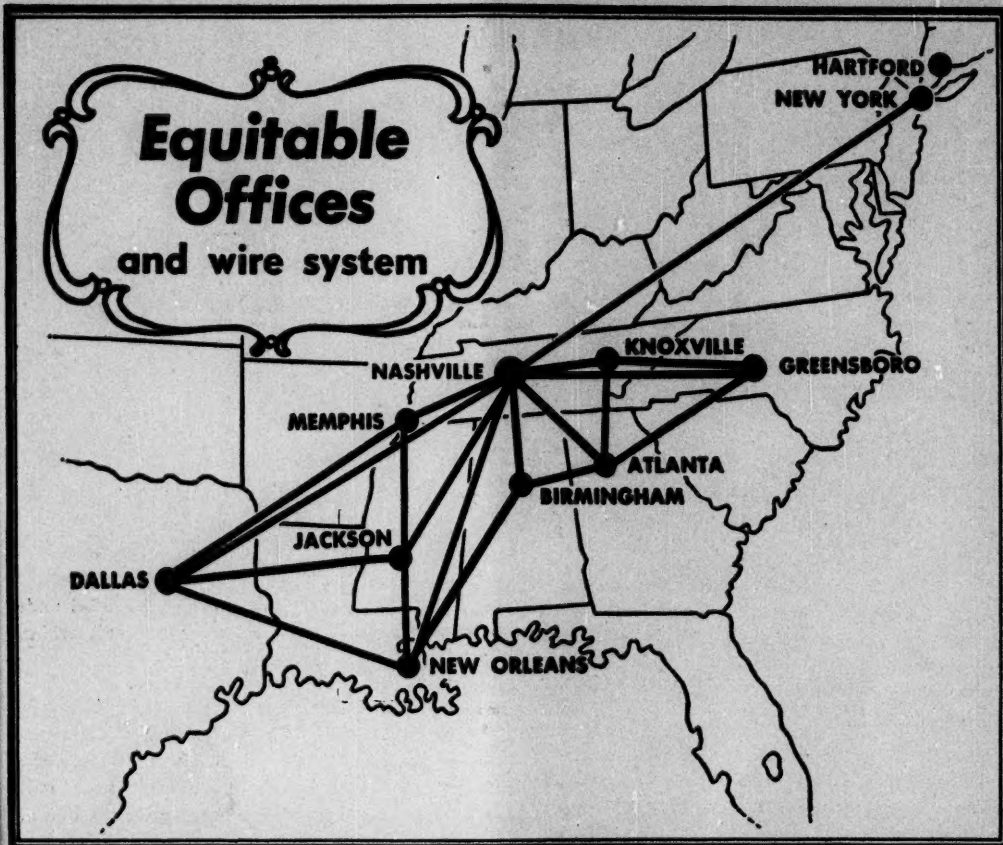 Equitable
Offices
and wire system
HARTFORD
NEW YORK
NASHVILLE
KNOXVILLE
GREENSBORO
MEMPHIS
ATLANTA
BIRMINGHAM
JACKSON
DALLAS
NEW ORLEANS